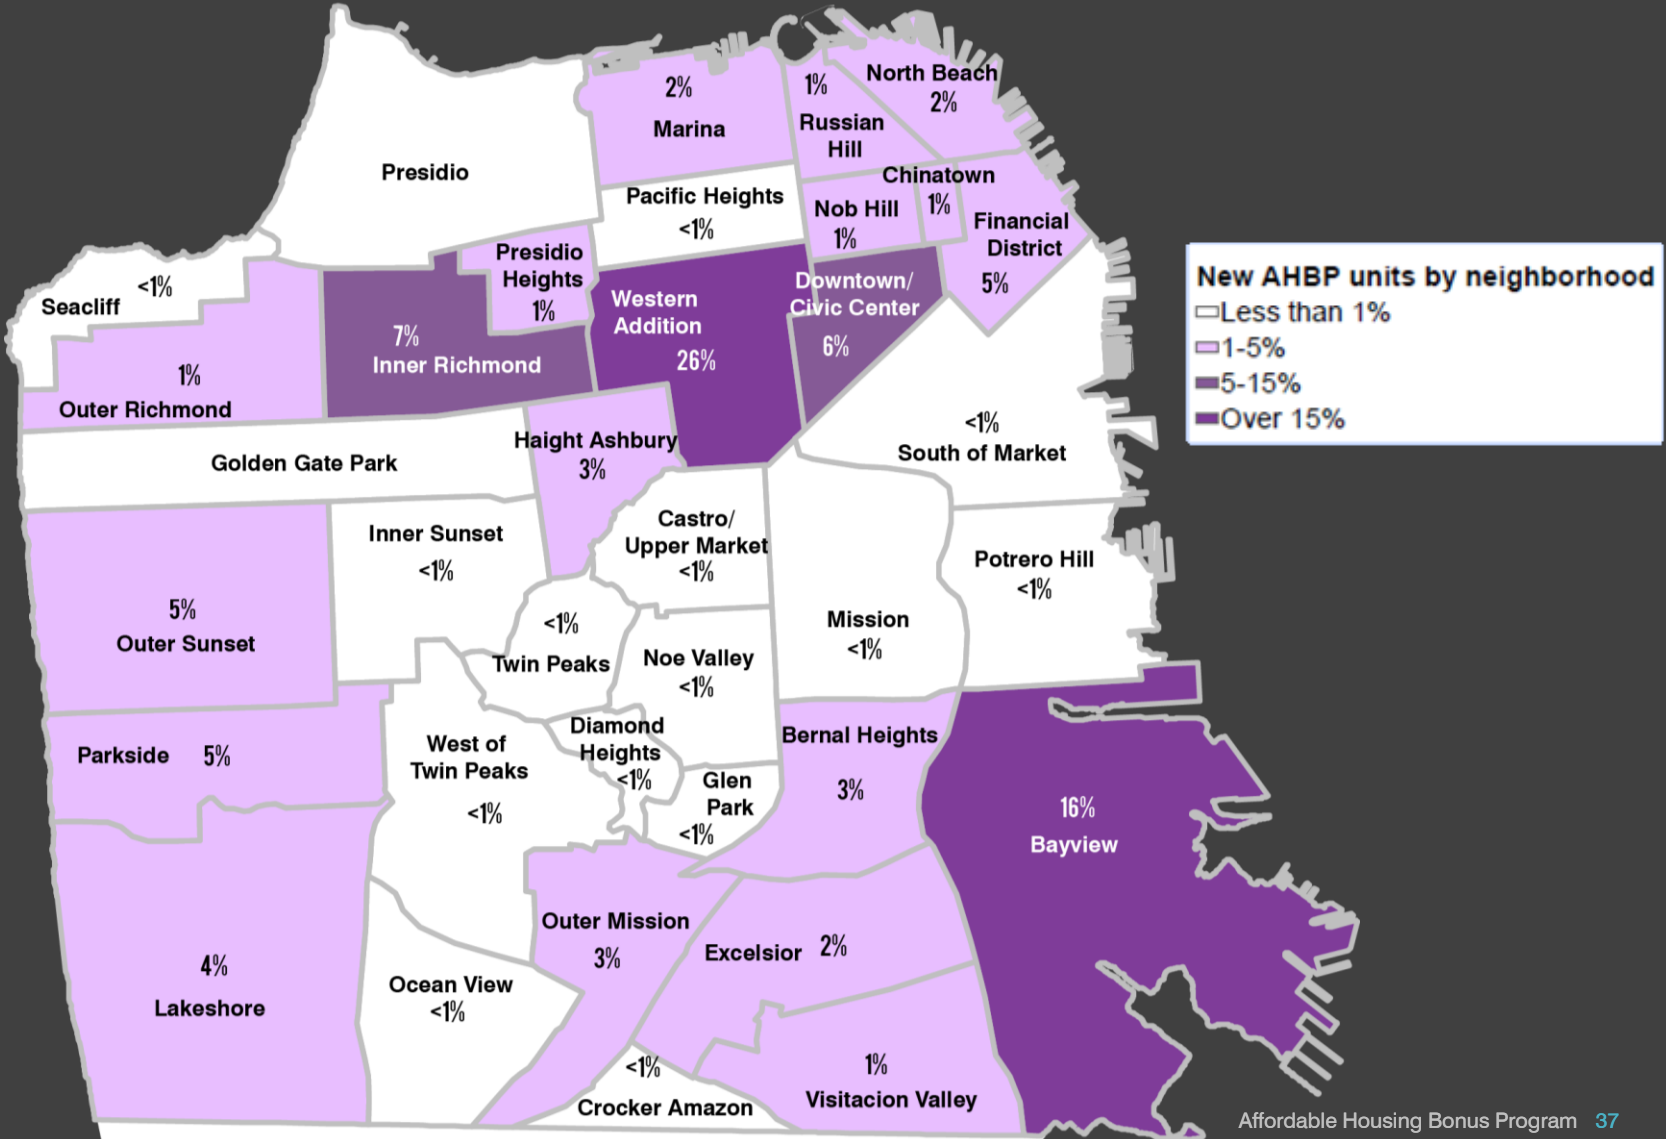 2%
Marina
1%
Russian
Hill
North Beach
2%
Presidio
Pacific Heights
<1%
Nob Hill
1%
Chinatown
1%
Financial
District
5%
Presidio
Heights
1%
Seacliff
<1%
Western
Addition
26%
Downtown/
Civic Center
6%
7%
Inner Richmond
1%
Outer Richmond
New AHBP units by neighborhood
Less than 1%
1-5%
5-15%
Over 15%
Golden Gate Park
Haight Ashbury
3%
<1%
South of Market
Inner Sunset
<1%
Castro/
Upper Market
<1%
Potrero Hill
<1%
5%
Outer Sunset
<1%
Twin Peaks
Mission
<1%
Noe Valley
<1%
Parkside 5%
West of
Twin Peaks
<1%
Diamond
Heights
<1%
Glen
Park
<1%
Bernal Heights
3%
16%
Bayview
4%
Lakeshore
Ocean View
<1%
Outer Mission
3%
Excelsior 2%
<1%
Crocker Amazon
1%
Visitacion Valley
Affordable Housing Bonus Program 37